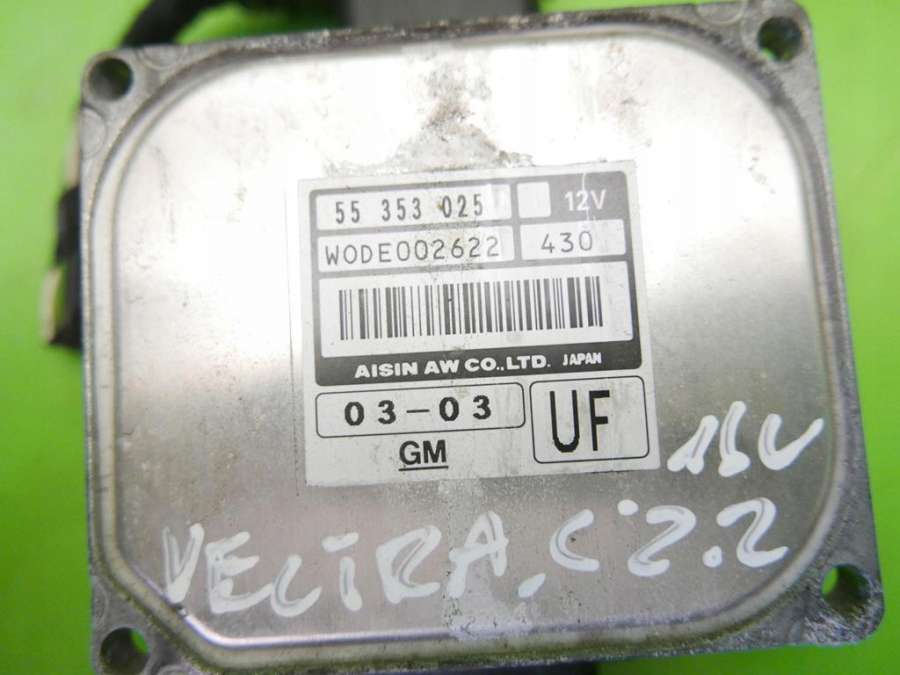 55 353 025 12V
WODE002622 430
AISIN AW CO.,LTD. JAPAN
03-03 UF
GM
16V
VECTRA.C 2.2